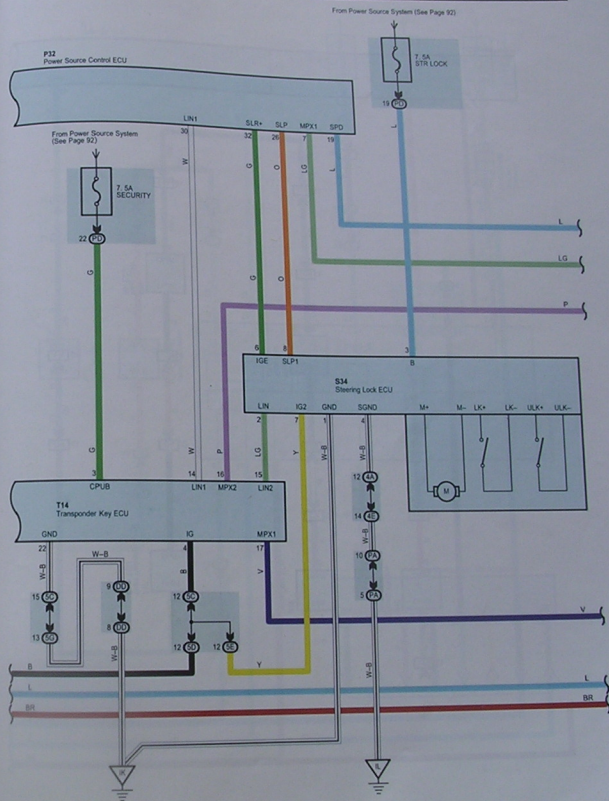 From Power Source System (See Page 92)
P32
Power Source Control ECU
7. 5A
STR LOCK
19 PD
LIN1 SLR+ SLP MPX1 SPD
30 32 26 7 19
W G O LG L L
From Power Source System
(See Page 92)
7. 5A
SECURITY
22 PD
G
L
LG
G O
P
6 8 3
IGE SLP1 B
S34
Steering Lock ECU
LIN IG2 GND SGND M+ M– LK+ LK– ULK+ ULK–
2 7 1 4
G W P LG Y W–B W–B
12 4A
M
3 14 16 15
CPUB LIN1 MPX2 LIN2
T14
Transponder Key ECU
14 4E
W–B
GND IG MPX1
22 4 17
10 PA
W–B W–B B V
9 DD
15 5C 12 5C
5 PA
V
8 DD
13 5G 12 5D 12 5E
B Y
W–B W–B
L L
BR BR
IK IL